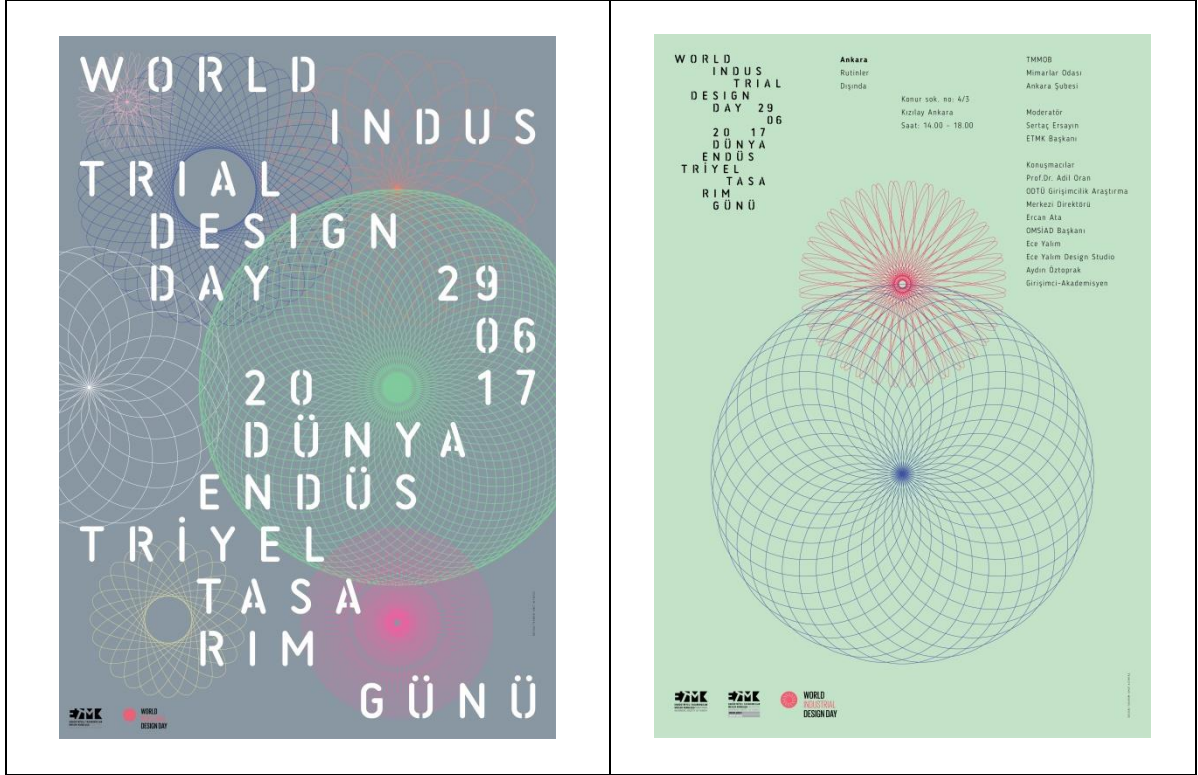 WORLD
INDUS
TRIAL
DESIGN
DAY 29
06
20 17
DÜNYA
ENDÜS
TRİYEL
TASA
RIM
GÜNÜ
ETMK
WORLD
INDUSTRIAL
DESIGN DAY
WORLD
INDUS
TRIAL
DESIGN
DAY 29
06
20 17
DÜNYA
ENDÜS
TRİYEL
TASA
RIM
GÜNÜ
Ankara
Rutinler
Dışında
Konur sok. no: 4/3
Kızılay Ankara
Saat: 14.00 - 18.00
TMMOB
Mimarlar Odası
Ankara Şubesi
Moderatör
Sertaç Ersayın
ETMK Başkanı
Konuşmacılar
Prof.Dr. Adil Oran
ODTÜ Girişimcilik Araştırma
Merkezi Direktörü
Ercan Ata
OMSİAD Başkanı
Ece Yalım
Ece Yalım Design Studio
Aydın Öztoprak
Girişimci-Akademisyen
ETMK
ETMK
WORLD
INDUSTRIAL
DESIGN DAY